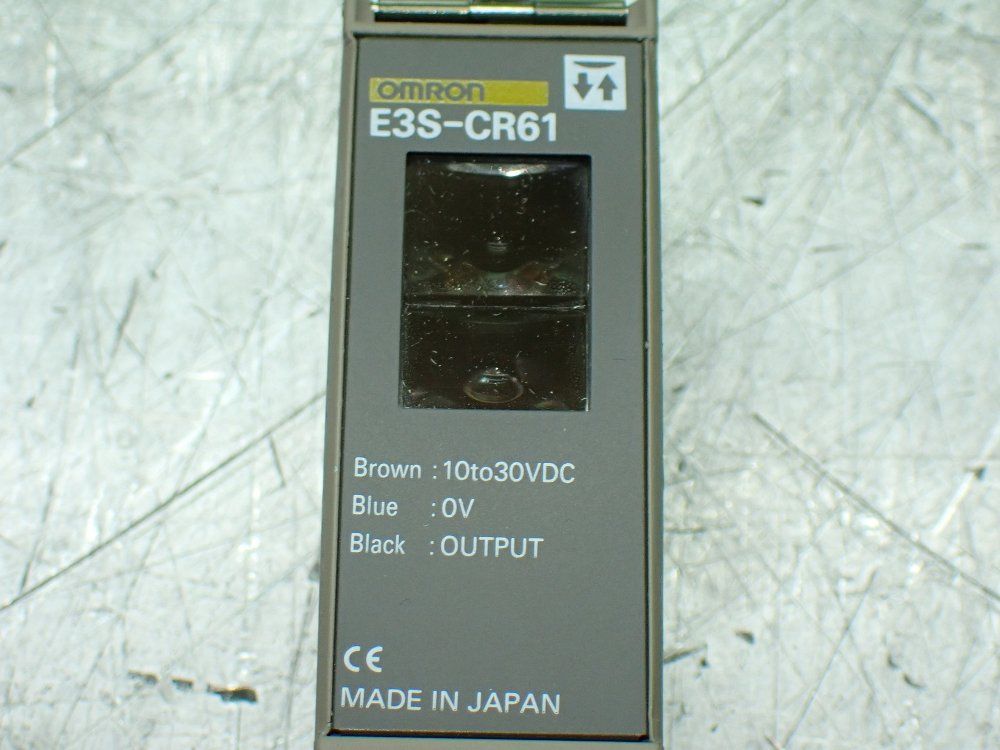 OMRON
E3S-CR61
Brown : 10to30VDC
Blue : 0V
Black : OUTPUT
CE
MADE IN JAPAN